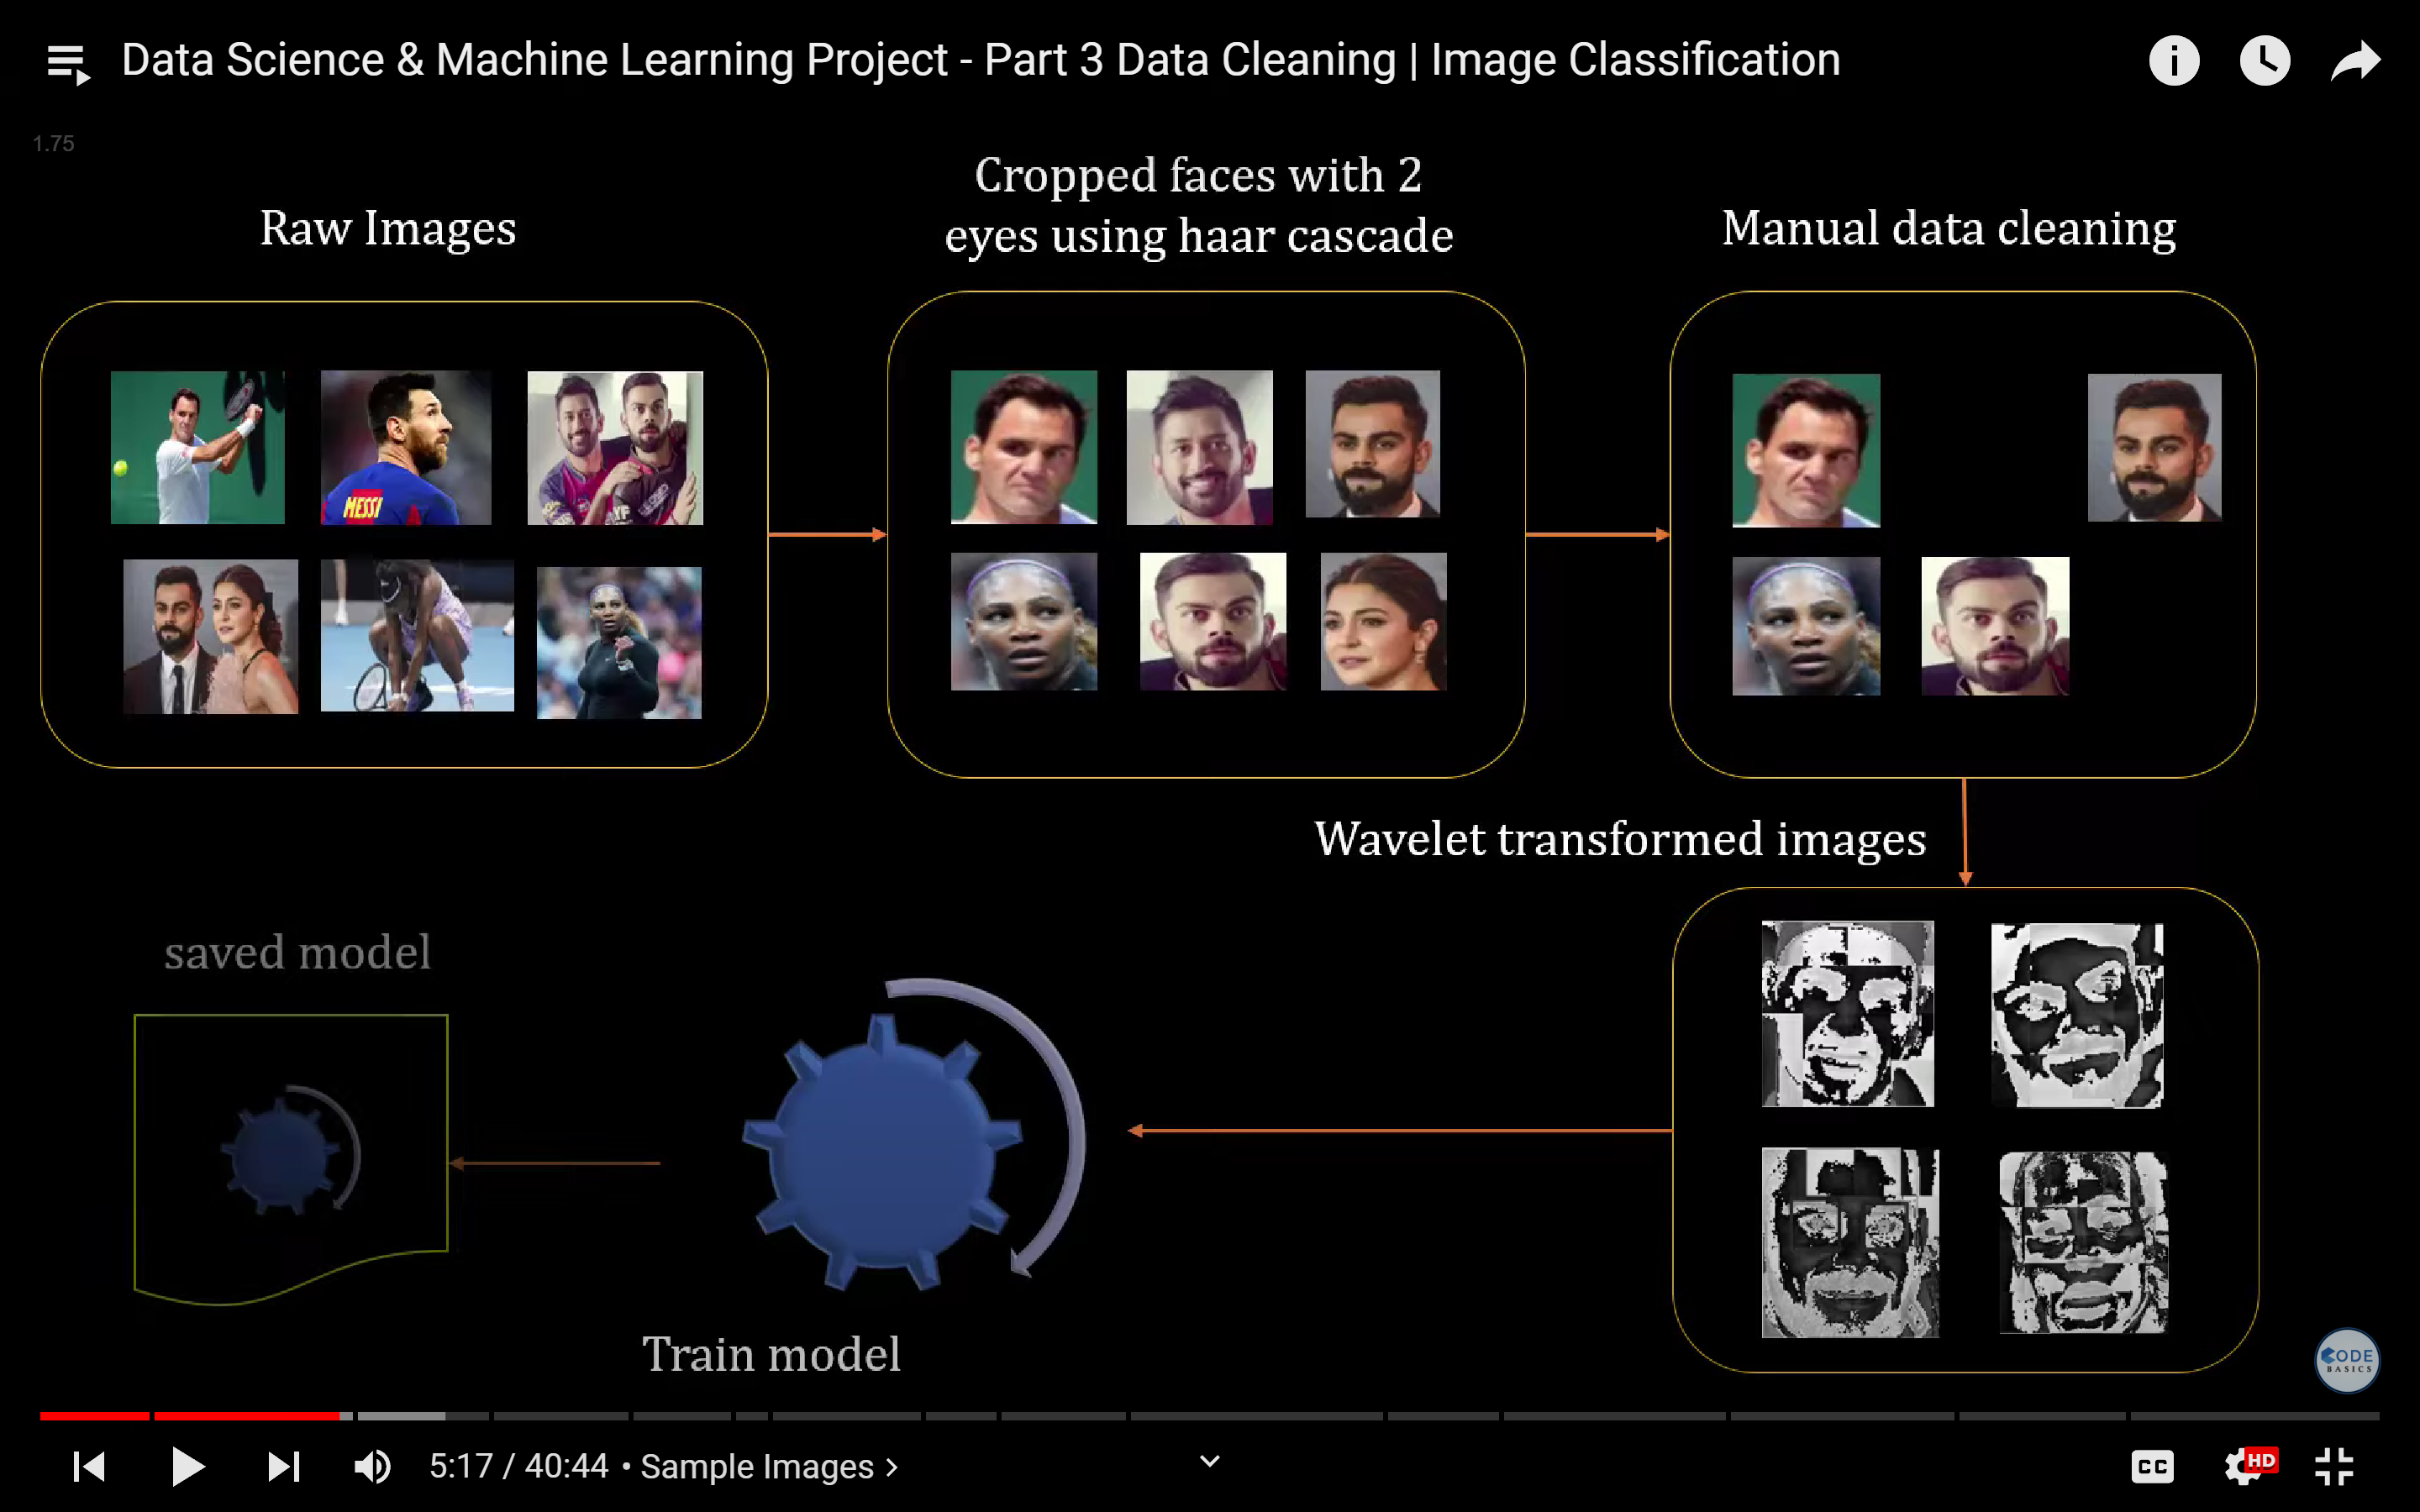 Data Science & Machine Learning Project - Part 3 Data Cleaning | Image Classification
1.75
Raw Images
Cropped faces with 2
eyes using haar cascade
Manual data cleaning
MESSI
Wavelet transformed images
saved model
Train model
CODE
BASICS
5:17 / 40:44 • Sample Images >
CC
HD